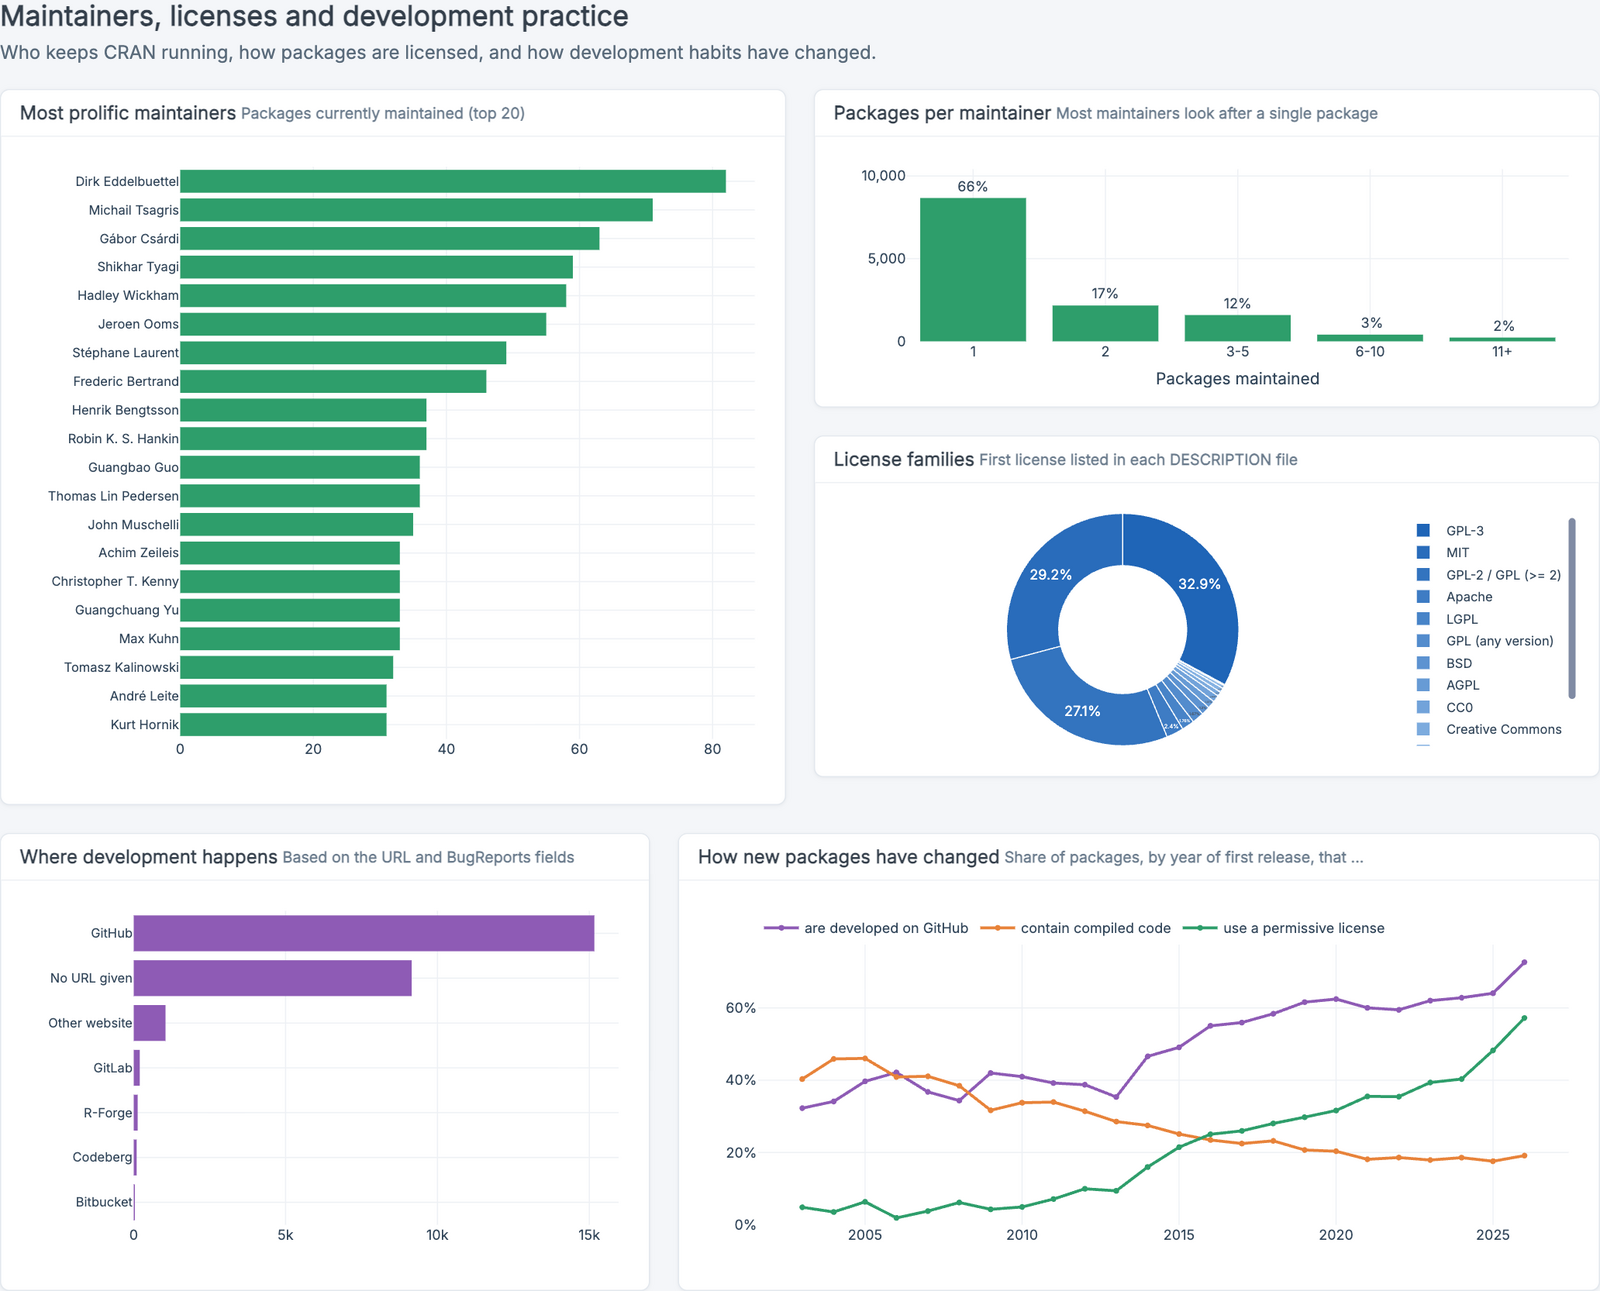 Maintainers, licenses and development practice
Who keeps CRAN running, how packages are licensed, and how development habits have changed.
Most prolific maintainers Packages currently maintained (top 20)
Dirk Eddelbuettel
Michail Tsagris
Gábor Csárdi
Shikhar Tyagi
Hadley Wickham
Jeroen Ooms
Stéphane Laurent
Frederic Bertrand
Henrik Bengtsson
Robin K. S. Hankin
Guangbao Guo
Thomas Lin Pedersen
John Muschelli
Achim Zeileis
Christopher T. Kenny
Guangchuang Yu
Max Kuhn
Tomasz Kalinowski
André Leite
Kurt Hornik
0 20 40 60 80
Packages per maintainer Most maintainers look after a single package
10,000
5,000
0
66%
17%
12%
3%
2%
1 2 3-5 6-10 11+
Packages maintained
License families First license listed in each DESCRIPTION file
29.2%
32.9%
27.1%
2.4%
GPL-3
MIT
GPL-2 / GPL (>= 2)
Apache
LGPL
GPL (any version)
BSD
AGPL
CC0
Creative Commons
Where development happens Based on the URL and BugReports fields
GitHub
No URL given
Other website
GitLab
R-Forge
Codeberg
Bitbucket
0 5k 10k 15k
How new packages have changed Share of packages, by year of first release, that ...
are developed on GitHub contain compiled code use a permissive license
60%
40%
20%
0%
2005 2010 2015 2020 2025